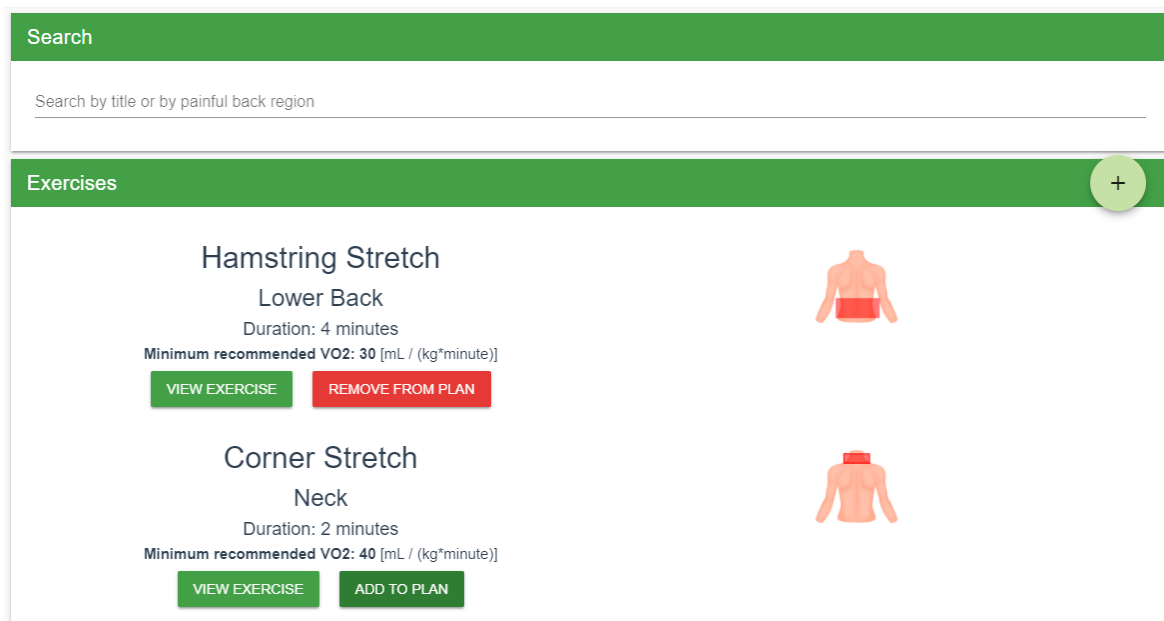 Search
Search by title or by painful back region
Exercises
+
Hamstring Stretch
Lower Back
Duration: 4 minutes
Minimum recommended VO2: 30 [mL / (kg*minute)]
VIEW EXERCISE REMOVE FROM PLAN
Corner Stretch
Neck
Duration: 2 minutes
Minimum recommended VO2: 40 [mL / (kg*minute)]
VIEW EXERCISE ADD TO PLAN